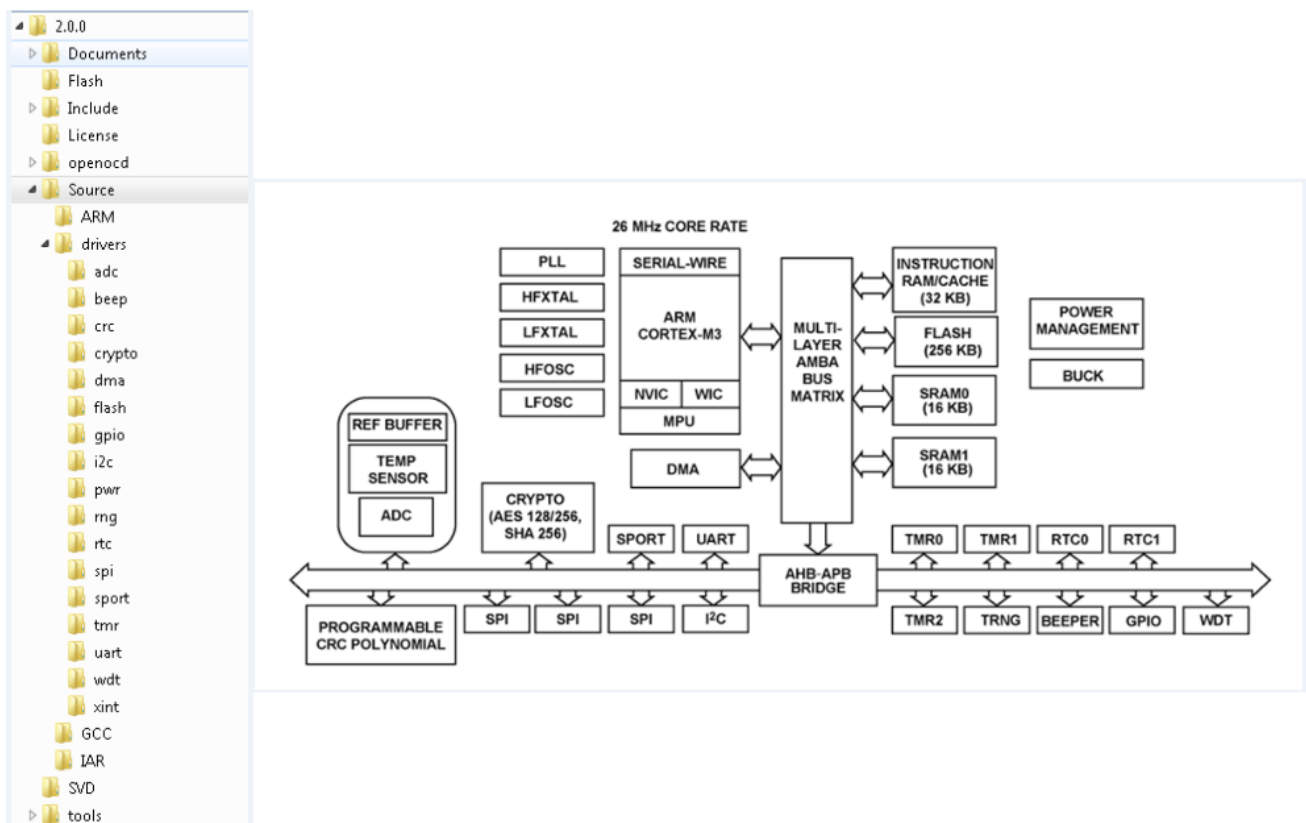 2.0.0
Documents
Flash
Include
License
openocd
Source
ARM
drivers
adc
beep
crc
crypto
dma
flash
gpio
i2c
pwr
rng
rtc
spi
sport
tmr
uart
wdt
xint
GCC
IAR
SVD
tools
26 MHz CORE RATE
PLL
HFXTAL
LFXTAL
HFOSC
LFOSC
SERIAL-WIRE
ARM
CORTEX-M3
NVIC
WIC
MPU
DMA
MULTI-
LAYER
AMBA
BUS
MATRIX
INSTRUCTION
RAM/CACHE
(32 KB)
FLASH
(256 KB)
SRAM0
(16 KB)
SRAM1
(16 KB)
POWER
MANAGEMENT
BUCK
REF BUFFER
TEMP
SENSOR
ADC
CRYPTO
(AES 128/256,
SHA 256)
SPORT
UART
TMR0
TMR1
RTC0
RTC1
AHB-APB
BRIDGE
PROGRAMMABLE
CRC POLYNOMIAL
SPI
SPI
SPI
I²C
TMR2
TRNG
BEEPER
GPIO
WDT